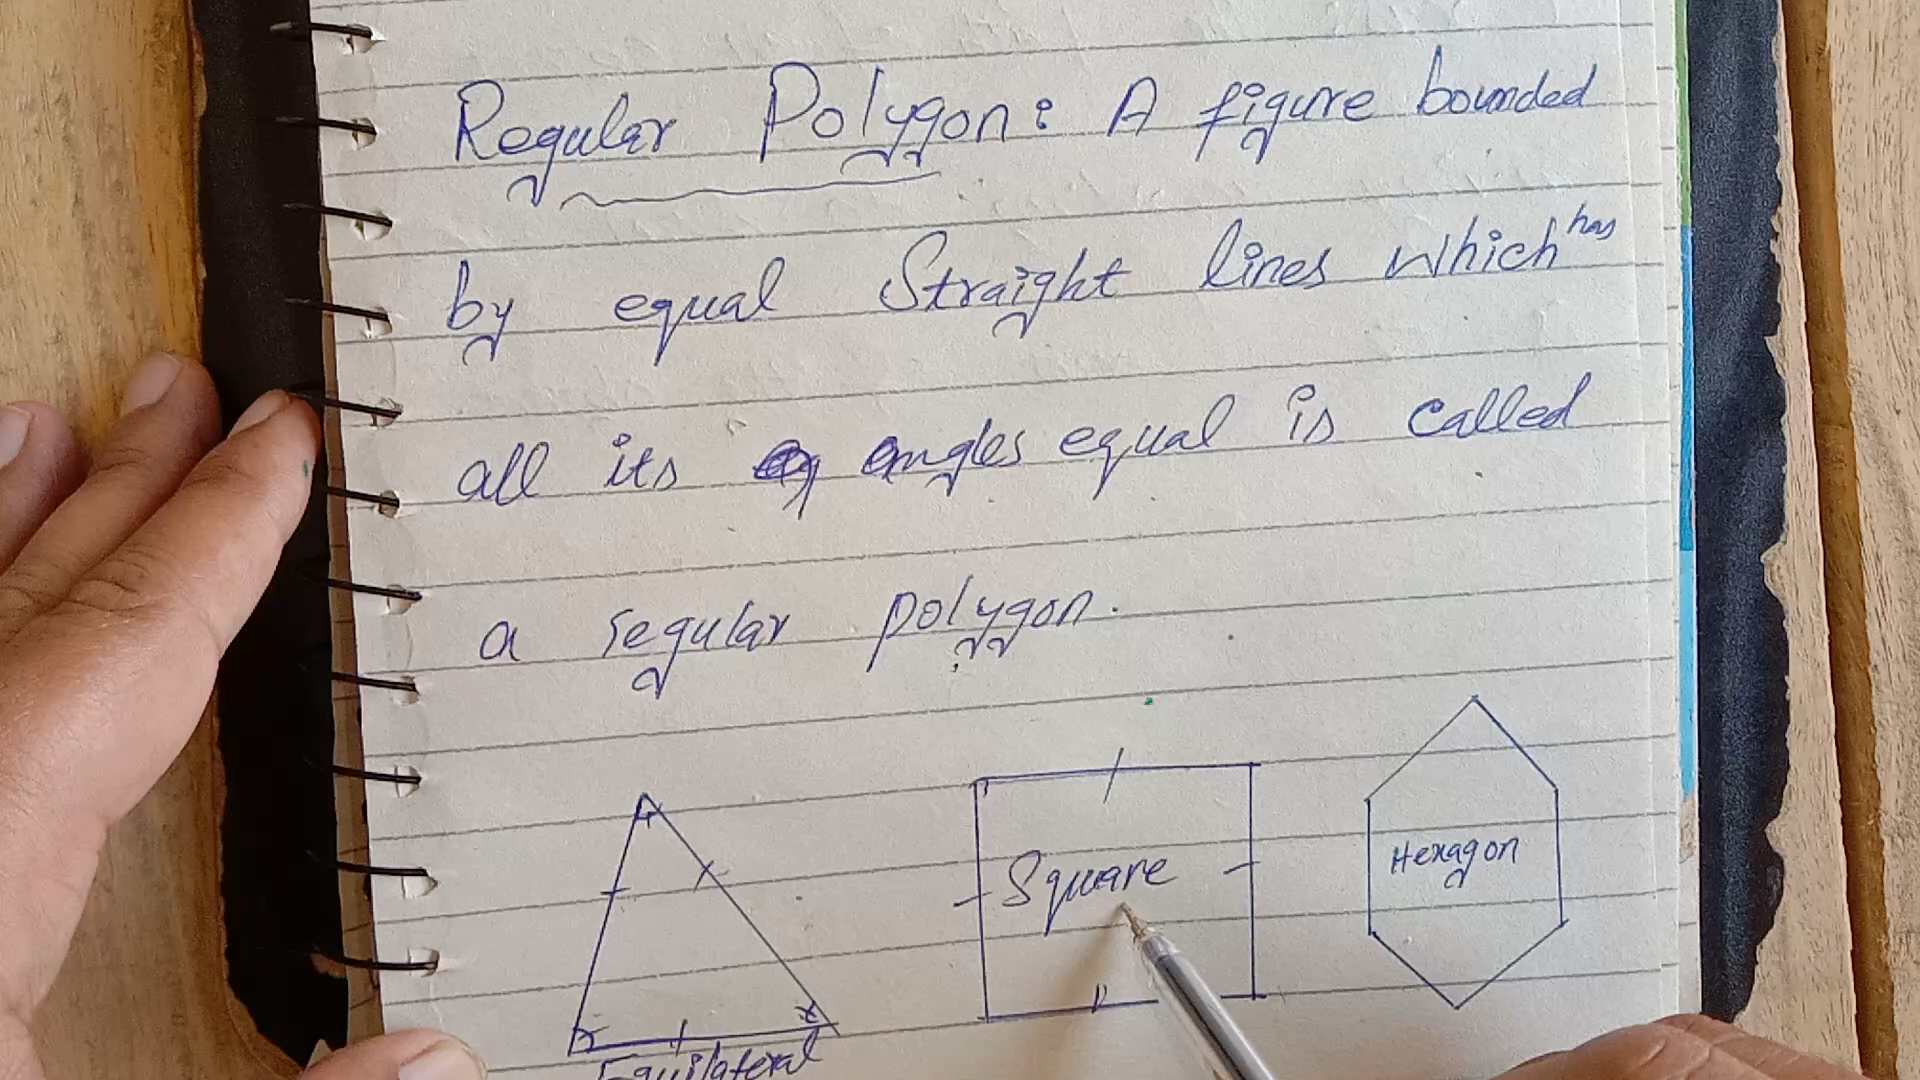 Regular Polygon: A figure bounded
by equal Straight lines which has
all its angles equal is called
a regular polygon.
Square
Hexagon
Equilateral